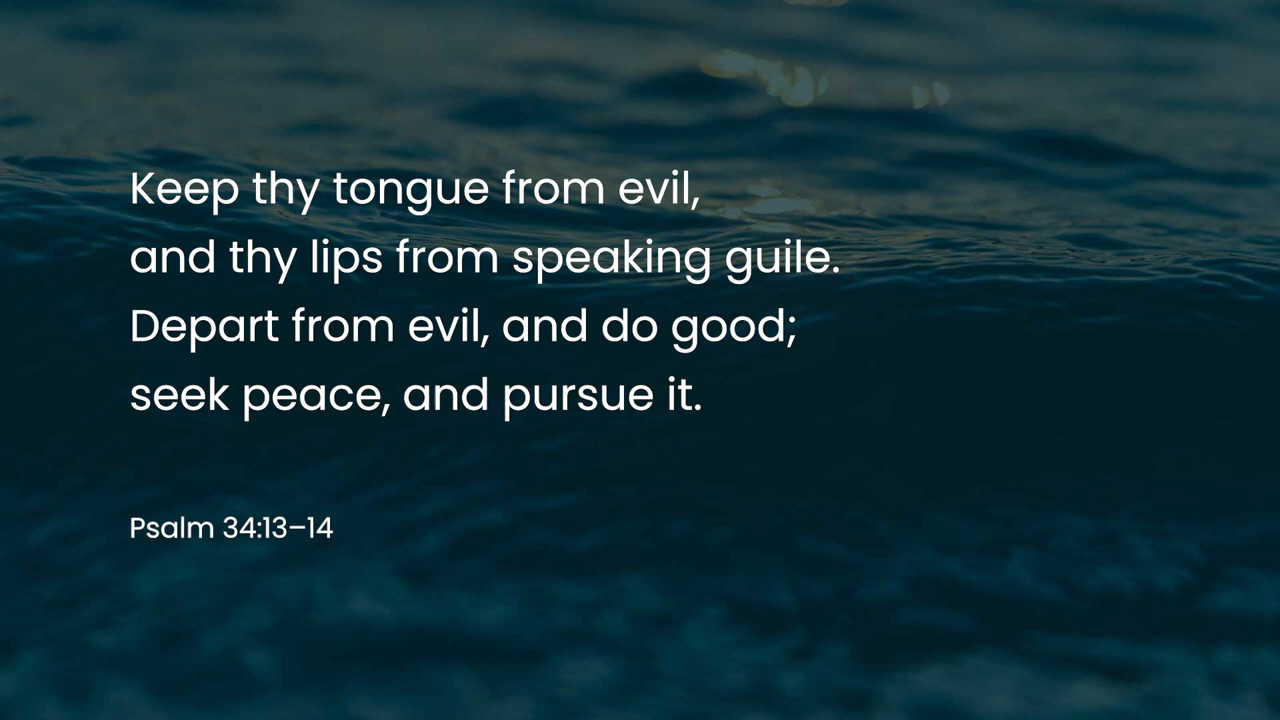 Keep thy tongue from evil,
and thy lips from speaking guile.
Depart from evil, and do good;
seek peace, and pursue it.
Psalm 34:13–14